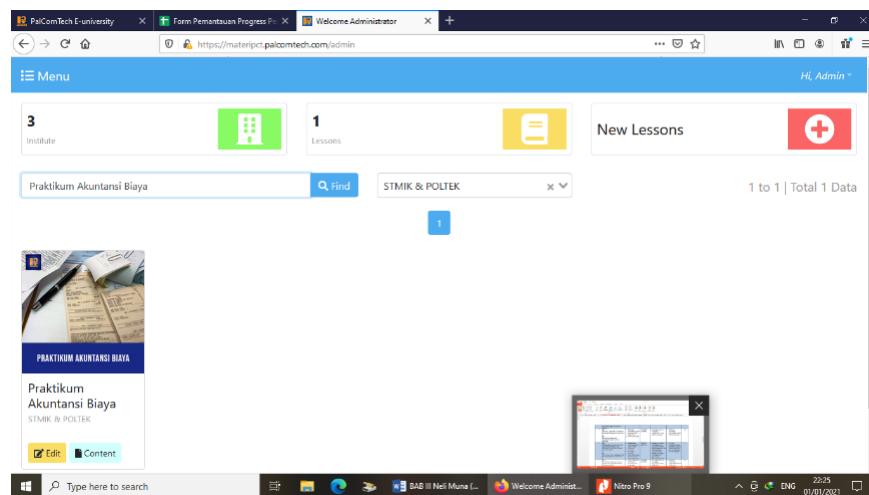 PalComTech E-university
Form Pemantauan Progress Pe
Welcome Administrator
https://materipct.palcomtech.com/admin
Menu
Hi, Admin
3
Institute
1
Lessons
New Lessons
Praktikum Akuntansi Biaya
Find
STMIK & POLTEK
1 to 1 | Total 1 Data
1
PRAKTIKUM AKUNTANSI BIAYA
Praktikum
Akuntansi Biaya
STMIK & POLTEK
Edit
Content
Type here to search
BAB III Neli Muna (...
Welcome Administ...
Nitro Pro 9
ENG
22:25
01/01/2021